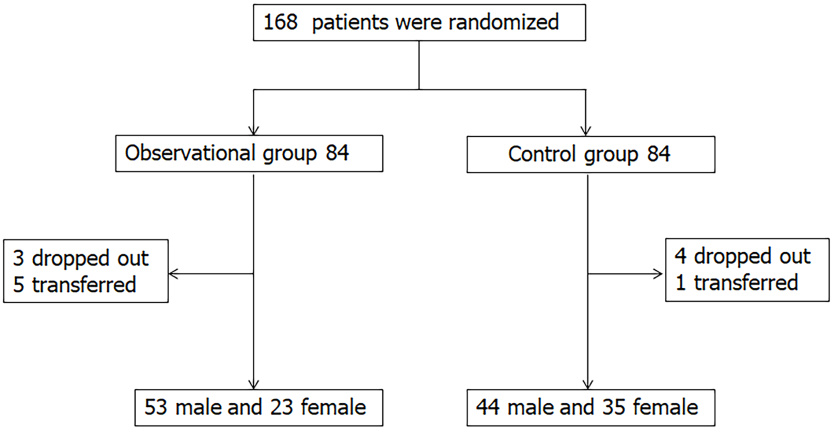 168 patients were randomized
Observational group 84
Control group 84
3 dropped out
5 transferred
4 dropped out
1 transferred
53 male and 23 female
44 male and 35 female